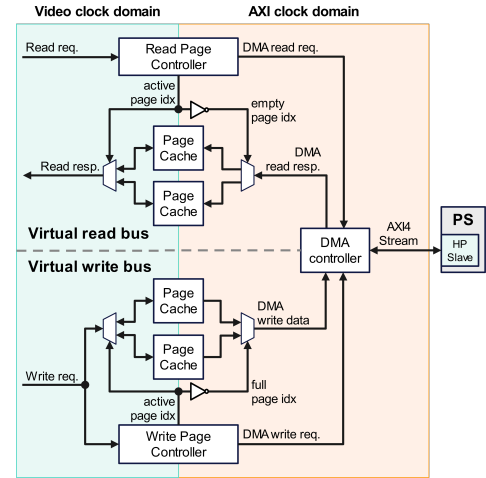 Video clock domain
AXI clock domain
Read req.
Read Page
Controller
DMA read req.
active
page idx
empty
page idx
Page
Cache
DMA
read resp.
Read resp.
Page
Cache
Virtual read bus
DMA
controller
AXI4
Stream
PS
HP
Slave
Virtual write bus
Page
Cache
DMA
write data
Page
Cache
Write req.
active
page idx
full
page idx
Write Page
Controller
DMA write req.